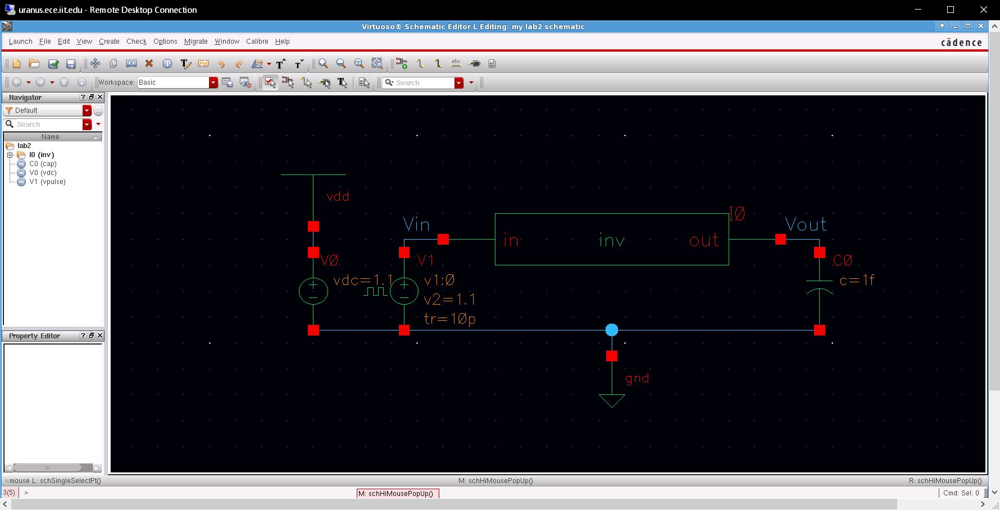 uranus.ece.iit.edu - Remote Desktop Connection
Virtuoso® Schematic Editor L Editing: my lab2 schematic
Launch File Edit View Create Check Options Migrate Window Calibre Help
cādence
T T T
abc
Workspace: Basic
T
Search
Navigator
Default
...
Search
Name
lab2
I0 (inv)
obj C0 (cap)
obj V0 (vdc)
obj V1 (vpulse)
Property Editor
vdd
Vin
I0
Vout
in inv out
V0
V1
C0
vdc=1.1
v1:0
c=1f
v2=1.1
tr=10p
gnd
mouse L: schSingleSelectPt() M: schHiMousePopUp() R: schHiMousePopUp()
3(5) > M: schHiMousePopUp() Cmd: Sel: 0